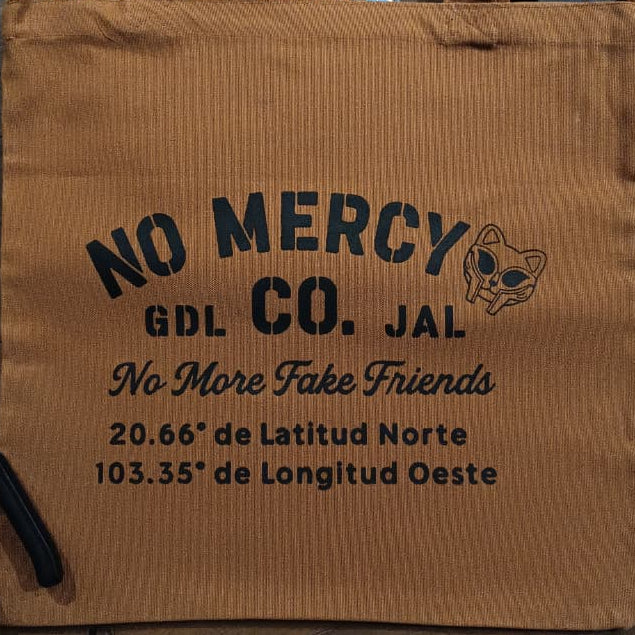 NO MERCY
GDL CO. JAL
No More Fake Friends
20.66° de Latitud Norte
103.35° de Longitud Oeste